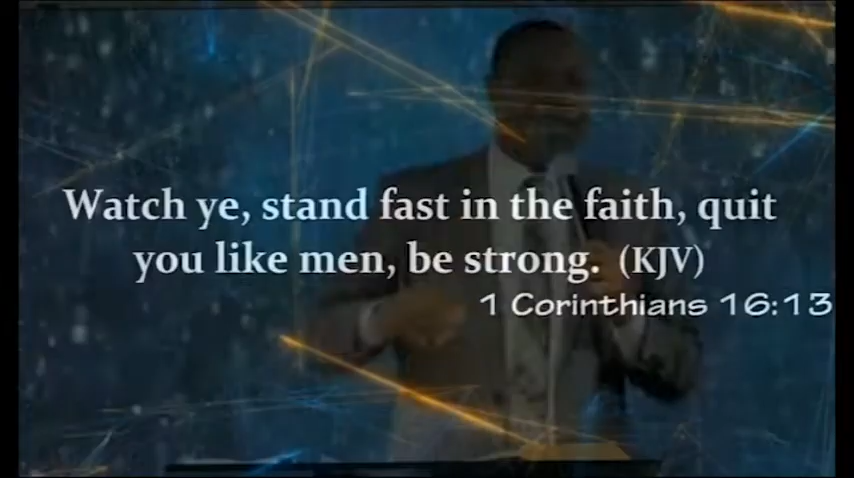 Watch ye, stand fast in the faith, quit
you like men, be strong. (KJV)
1 Corinthians 16:13